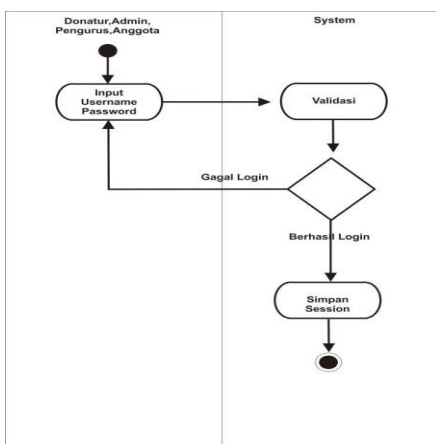 Donatur,Admin,
Pengurus,Anggota
System
Input
Username
Password
Validasi
Gagal Login
Berhasil Login
Simpan
Session